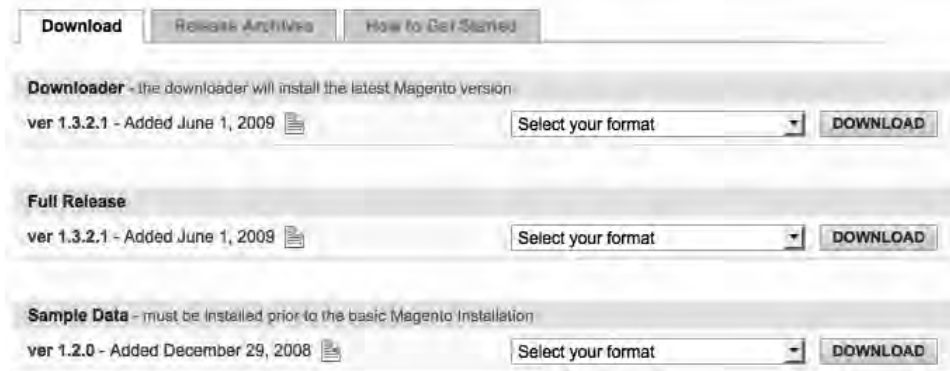 Download Release Archives How to Get Started
Downloader - the downloader will install the latest Magento version
ver 1.3.2.1 - Added June 1, 2009 Select your format DOWNLOAD
Full Release
ver 1.3.2.1 - Added June 1, 2009 Select your format DOWNLOAD
Sample Data - must be installed prior to the basic Magento Installation
ver 1.2.0 - Added December 29, 2008 Select your format DOWNLOAD